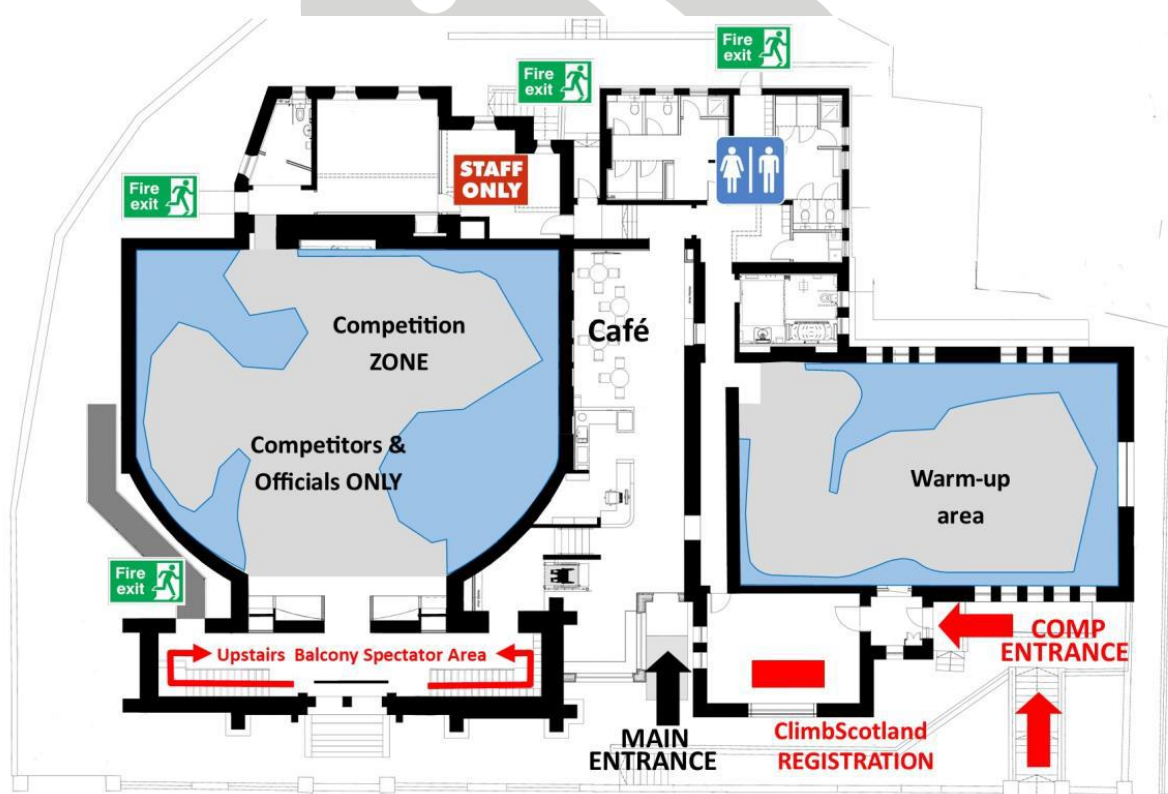 Fire
exit
Fire
exit
STAFF
ONLY
Fire
exit
Competition
ZONE
Café
Competitors &
Officials ONLY
Warm-up
area
Fire
exit
Upstairs Balcony Spectator Area
COMP
ENTRANCE
MAIN
ENTRANCE
ClimbScotland
REGISTRATION